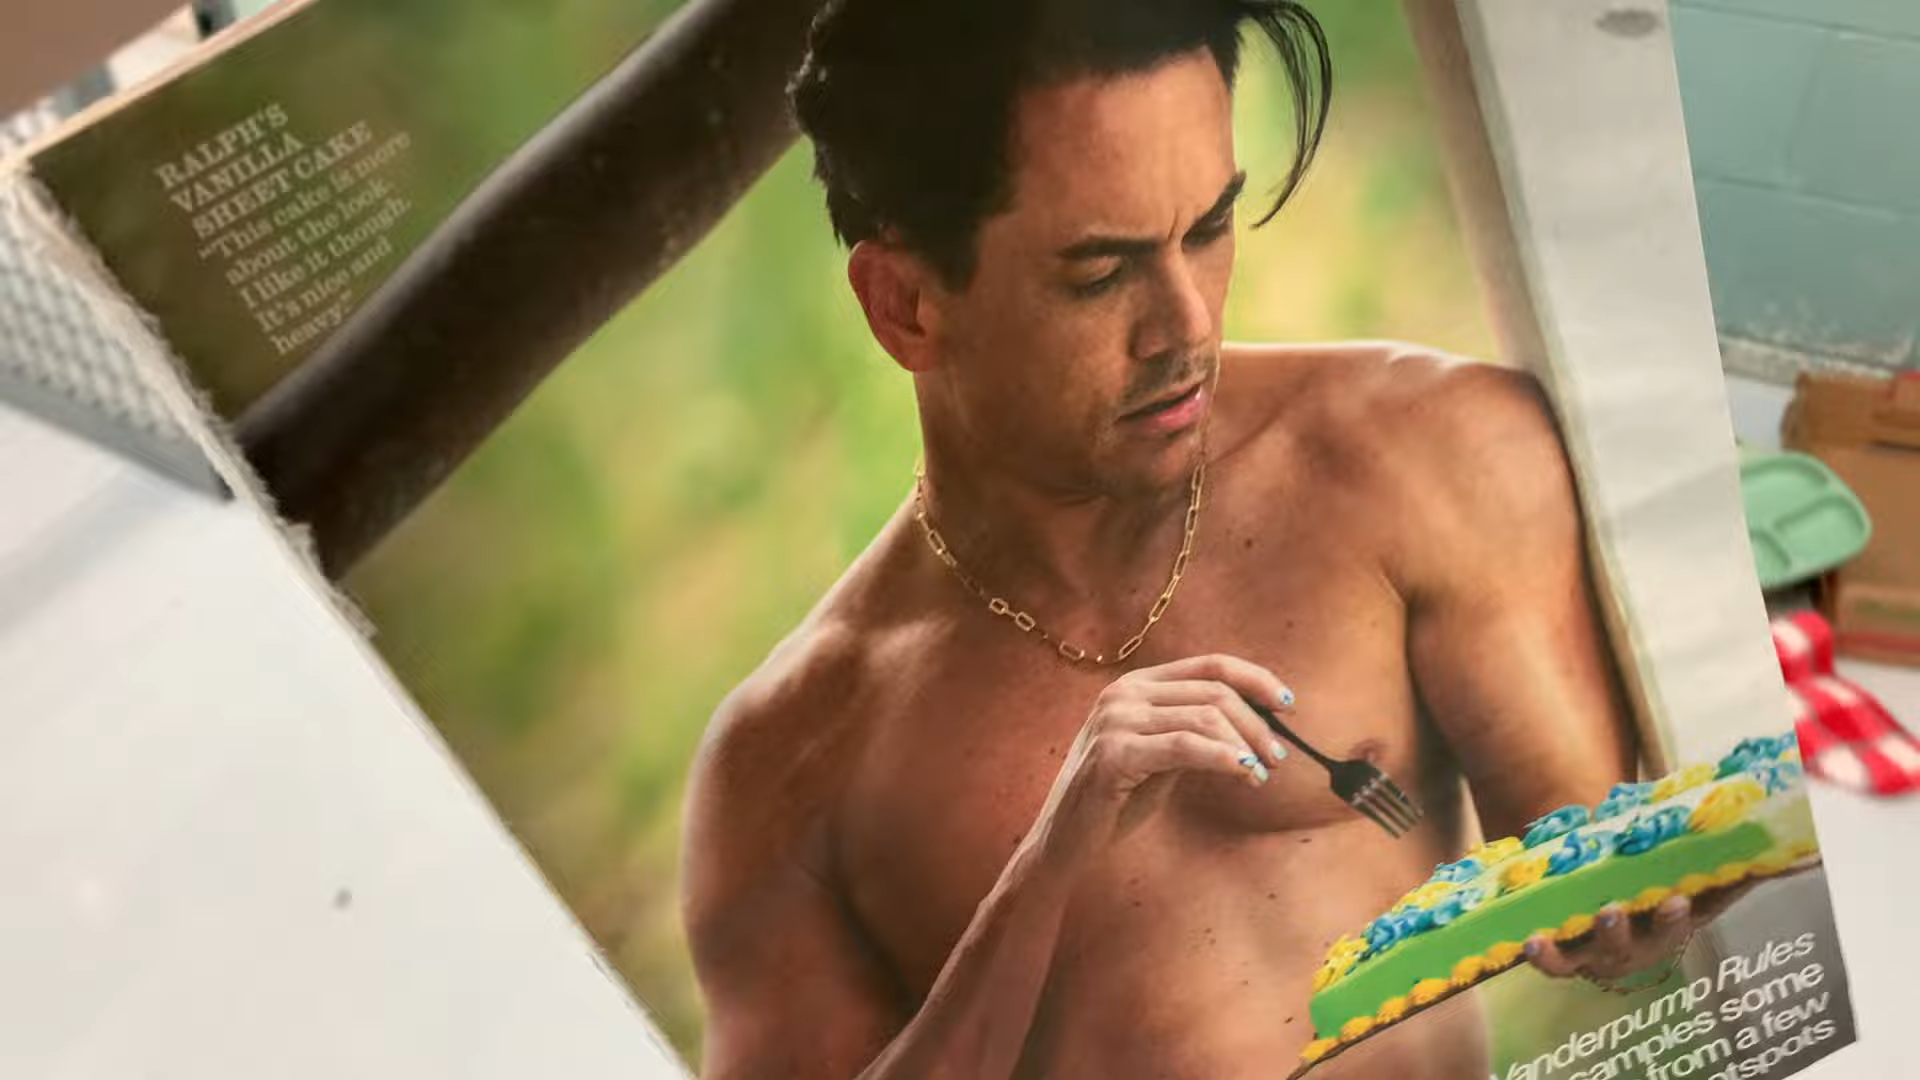 RALPH'S
VANILLA
SHEET CAKE
"This cake is more
about the look.
I like it though.
It's nice and
heavy."
Vanderpump Rules
samples some
from a few